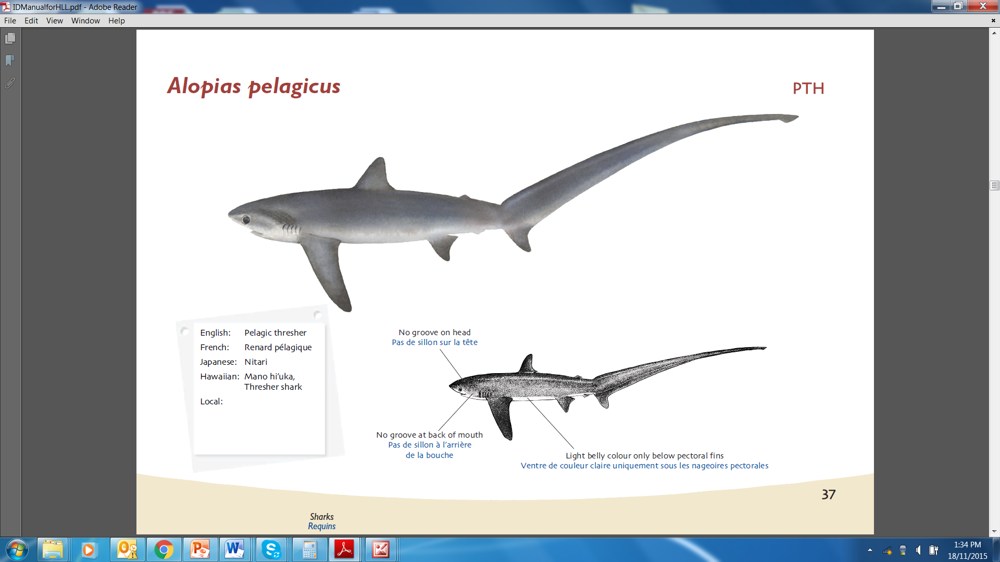 IDManualforHLL.pdf - Adobe Reader
File Edit View Window Help
Alopias pelagicus
PTH
English: Pelagic thresher
French: Renard pélagique
Japanese: Nitari
Hawaiian: Mano hi'uka,
Thresher shark
Local:
No groove on head
Pas de sillon sur la tête
No groove at back of mouth
Pas de sillon à l'arrière
de la bouche
Light belly colour only below pectoral fins
Ventre de couleur claire uniquement sous les nageoires pectorales
37
Sharks
Requins
1:34 PM
18/11/2015